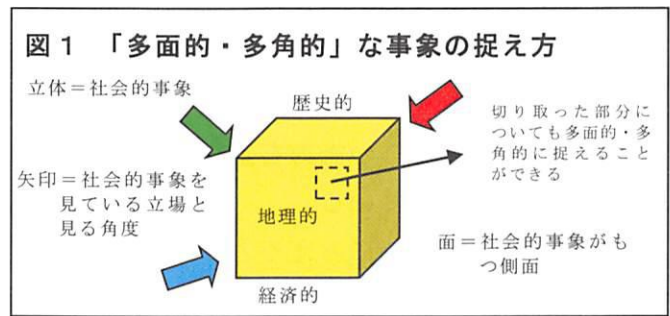 図1 「多面的・多角的」な事象の捉え方
立体＝社会的事象
歴史的
切り取った部分に
ついても多面的・多
角的に捉えること
ができる
矢印＝社会的事象を
見ている立場と
見る角度
地理的
面＝社会的事象がも
つ側面
経済的